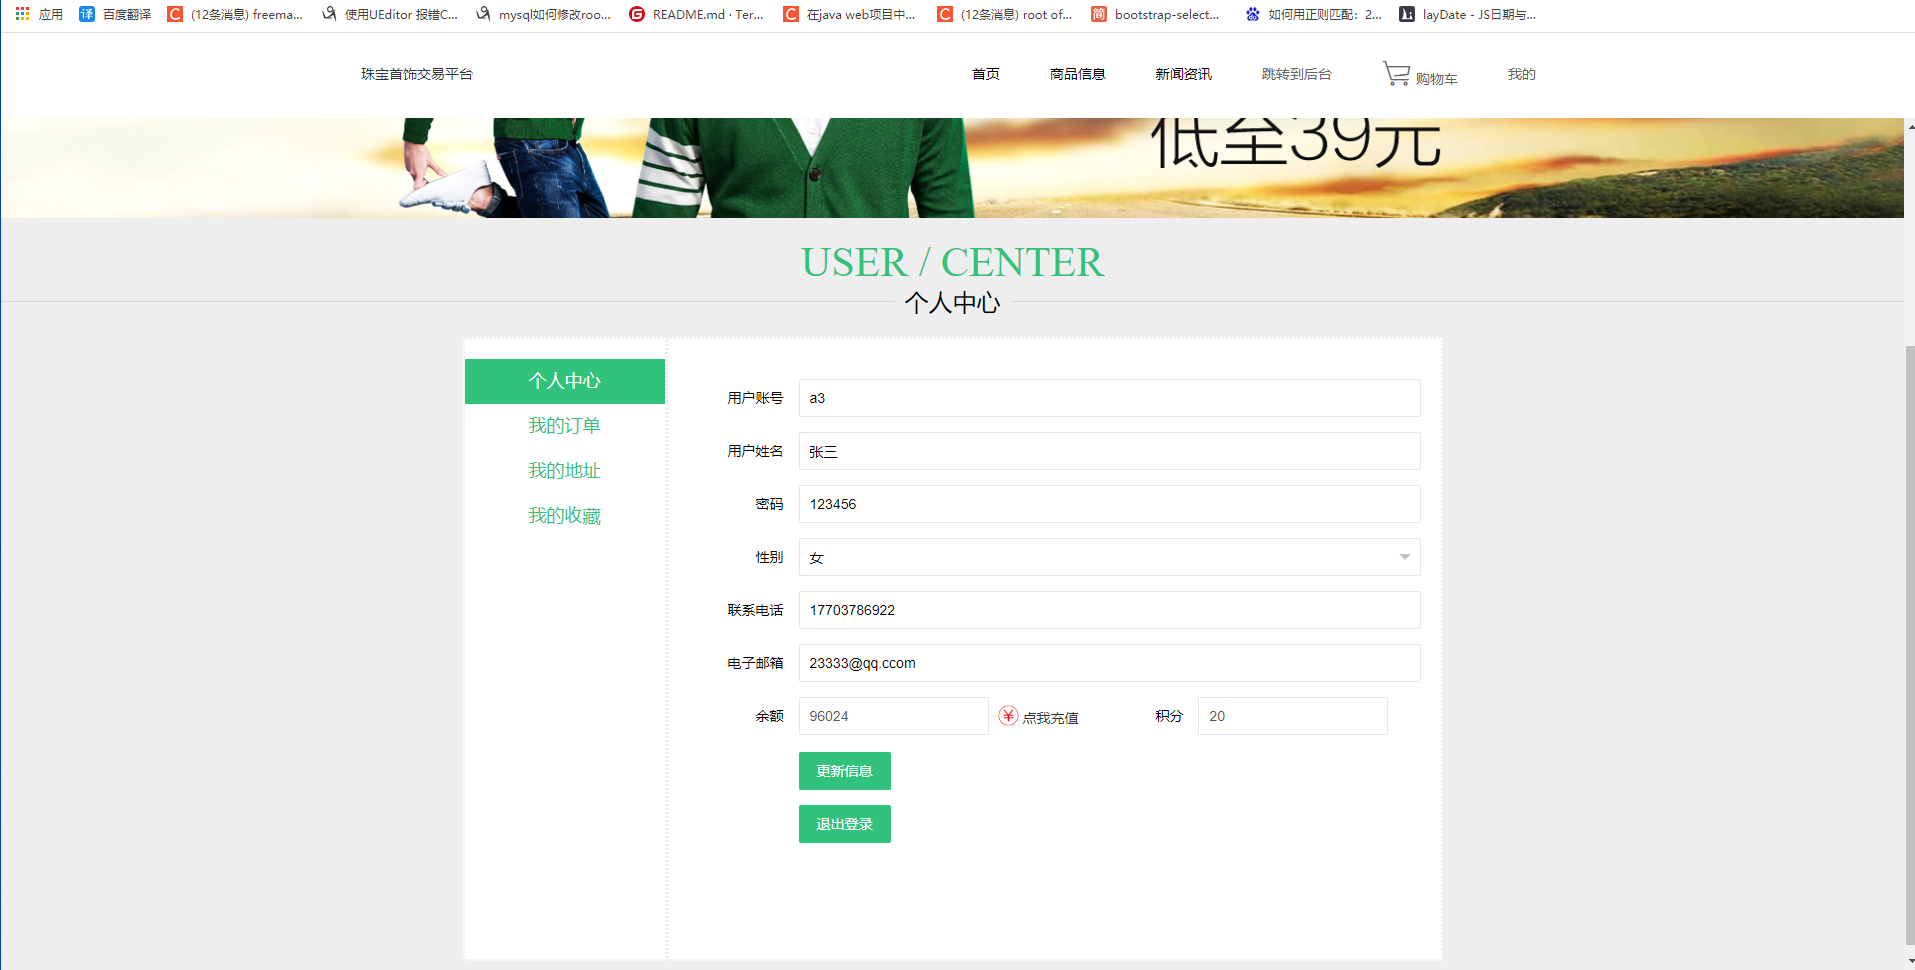 应用 百度翻译 (12条消息) freema... 使用UEditor 报错C... mysql如何修改roo... README.md · Ter... 在java web项目中... (12条消息) root of... bootstrap-select... 如何用正则匹配：2... layDate - JS日期与...
珠宝首饰交易平台 首页 商品信息 新闻资讯 跳转到后台 购物车 我的
低至39元
USER / CENTER
个人中心
个人中心
我的订单
我的地址
我的收藏
用户账号 a3
用户姓名 张三
密码 123456
性别 女
联系电话 17703786922
电子邮箱 23333@qq.ccom
余额 96024 点我充值 积分 20
更新信息
退出登录